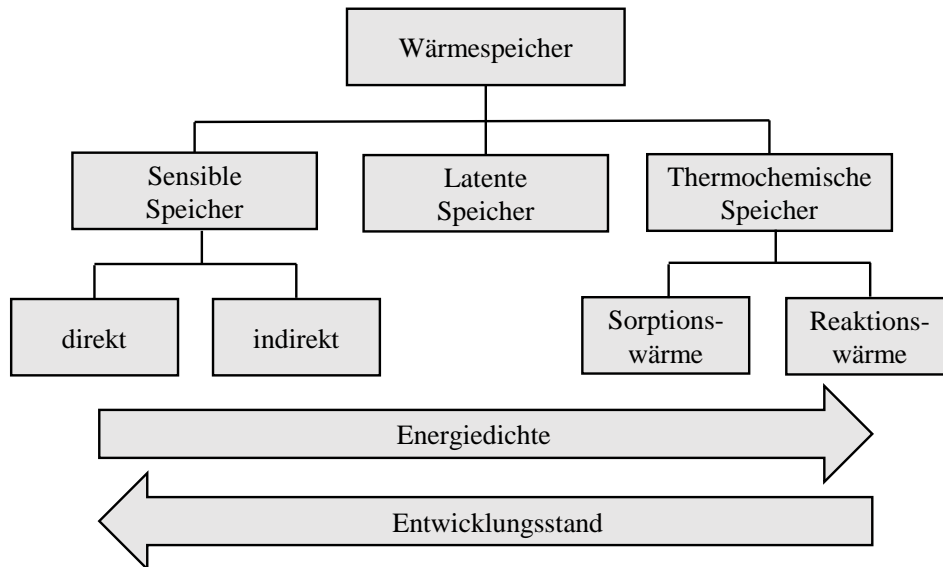 Wärmespeicher
Sensible
Speicher
Latente
Speicher
Thermochemische
Speicher
direkt
indirekt
Sorptions-
wärme
Reaktions-
wärme
Energiedichte
Entwicklungsstand